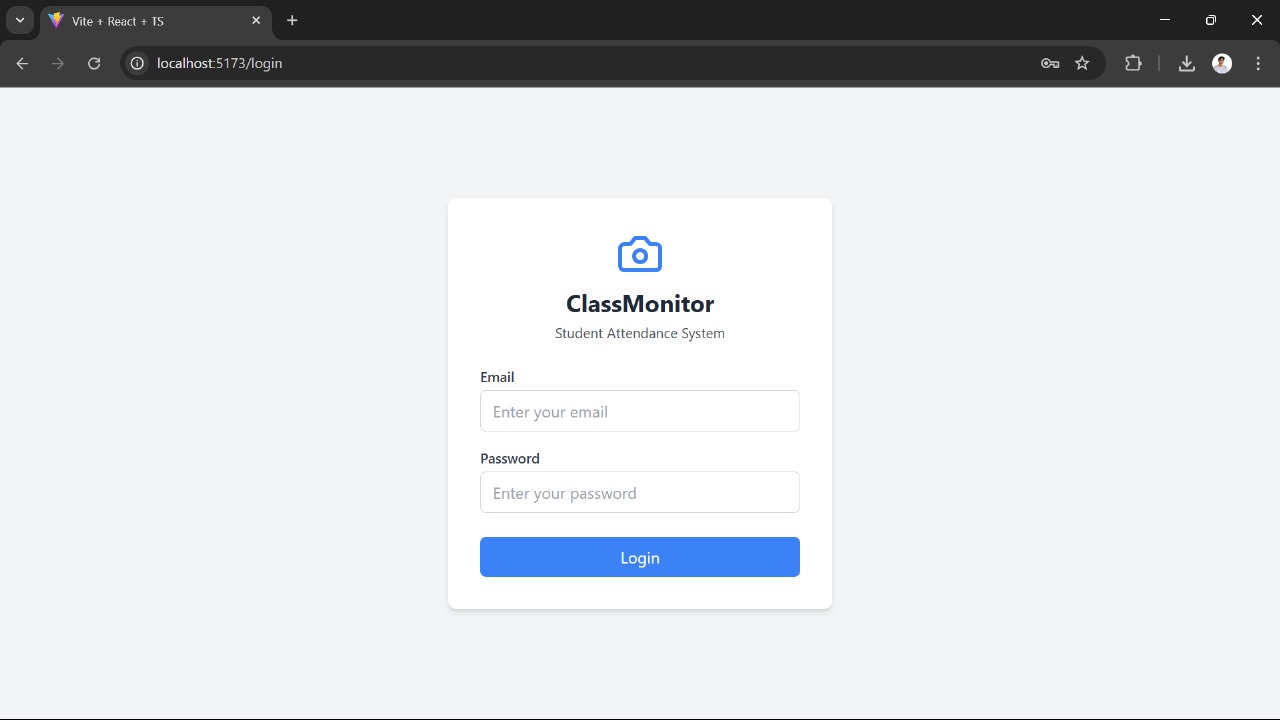 Vite + React + TS
localhost:5173/login
ClassMonitor
Student Attendance System
Email
Enter your email
Password
Enter your password
Login